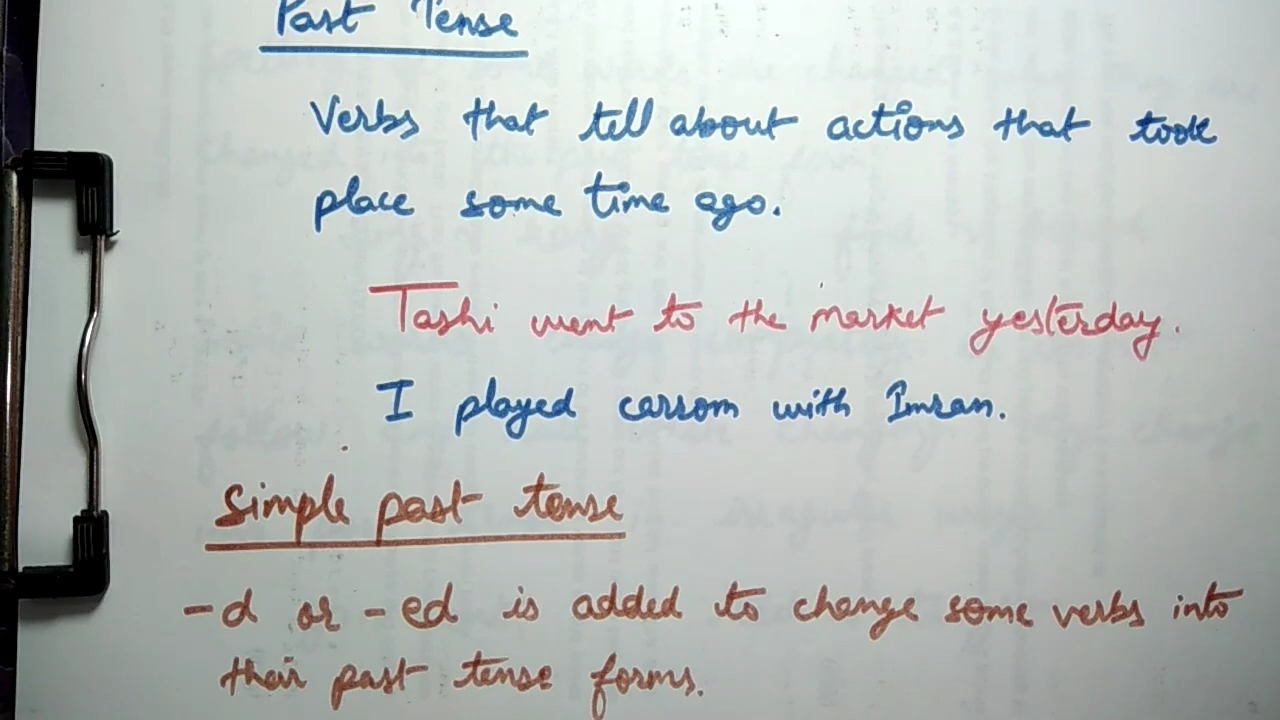 Past Tense
Verbs that tell about actions that took
place some time ago.
Tashi went to the market yesterday.
I played carrom with Imran.
Simple past tense
-d or -ed is added to change some verbs into
their past tense forms.